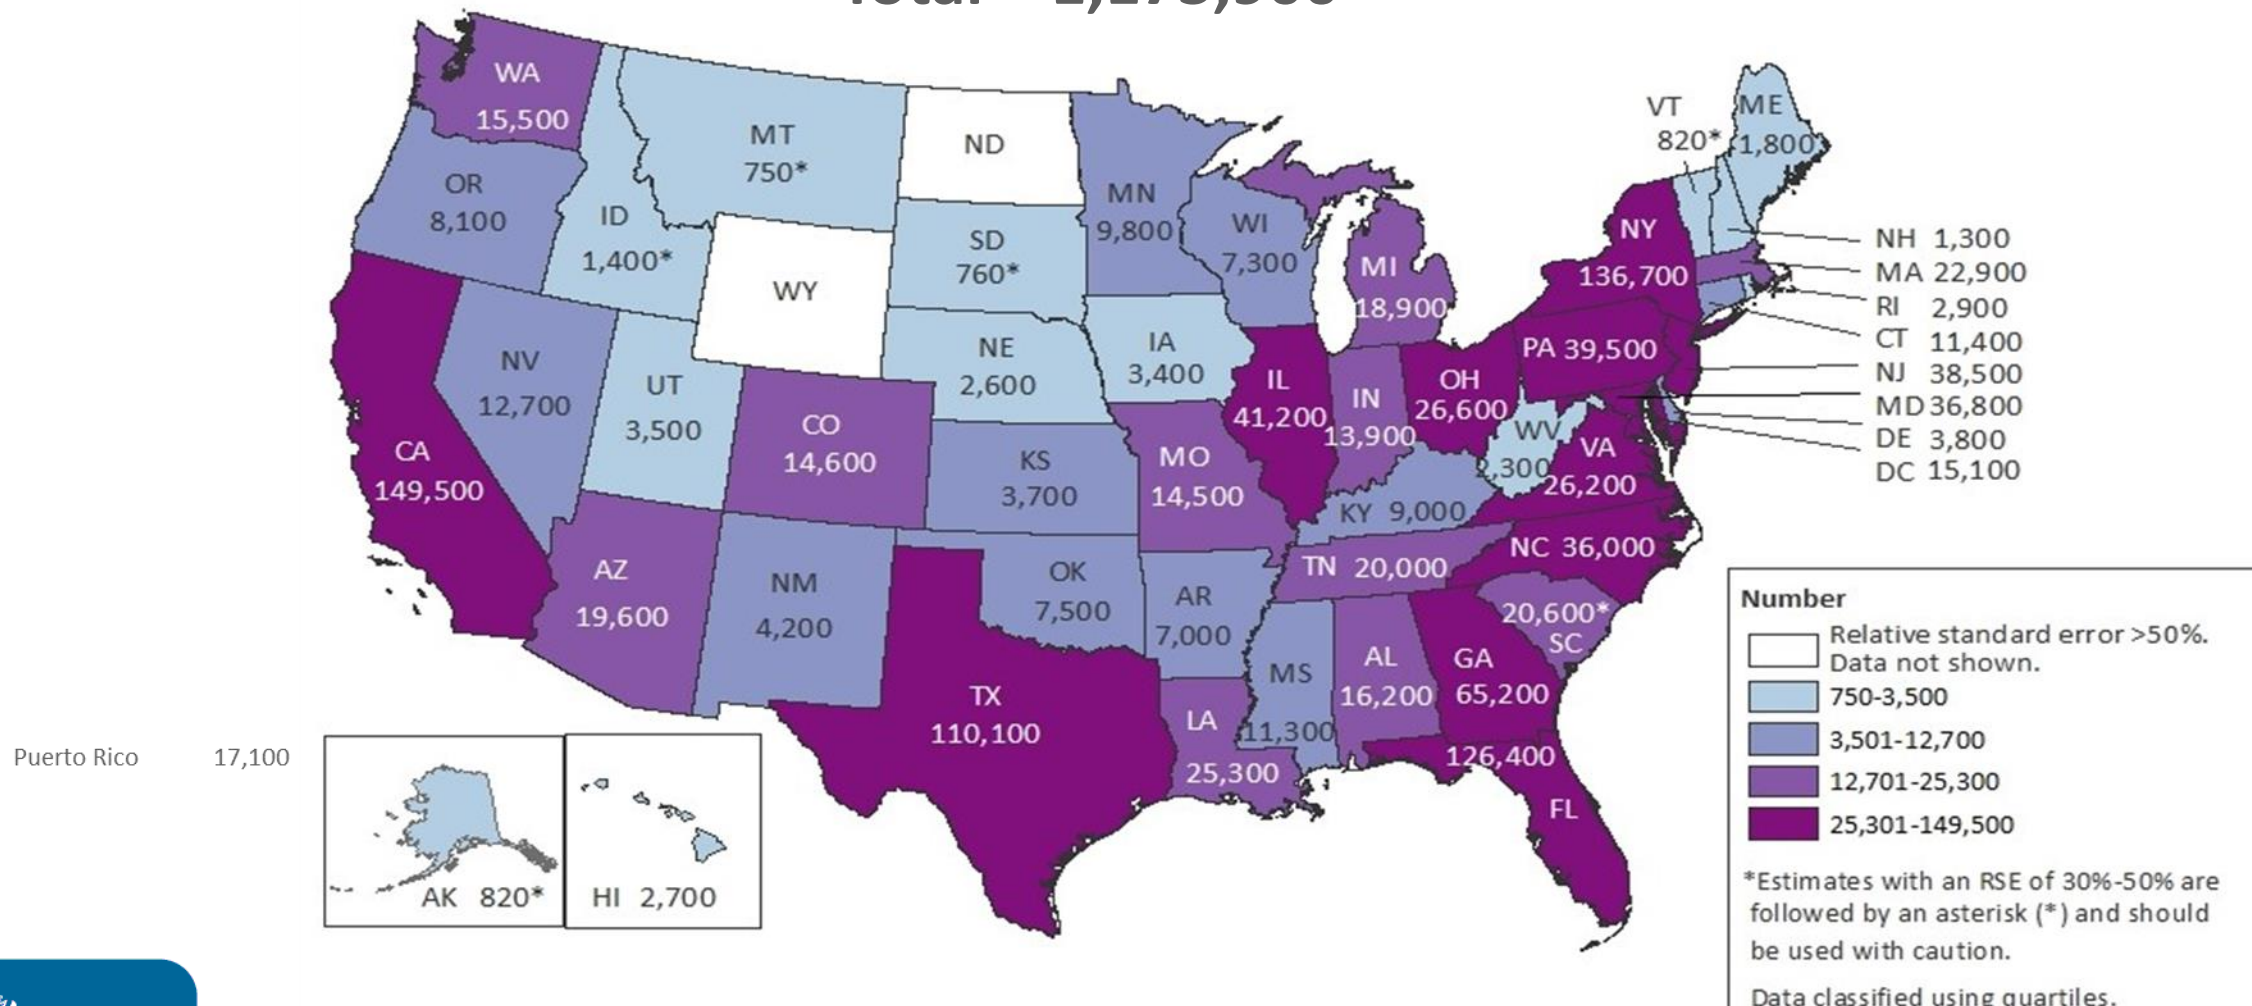 WA
15,500
MT
750*
ND
MN
9,800
VT
820*
ME
1,800
OR
8,100
ID
1,400*
SD
760*
WI
7,300
MI
18,900
NY
136,700
NH 1,300
MA 22,900
RI 2,900
CT 11,400
NJ 38,500
MD 36,800
DE 3,800
DC 15,100
WY
NV
12,700
UT
3,500
NE
2,600
IA
3,400
PA 39,500
CO
14,600
KS
3,700
MO
14,500
IL
41,200
IN
13,900
OH
26,600
WV
2,300
VA
26,200
CA
149,500
KY 9,000
NC 36,000
TN 20,000
AZ
19,600
NM
4,200
OK
7,500
AR
7,000
20,600*
SC
TX
110,100
LA
25,300
MS
11,300
AL
16,200
GA
65,200
126,400
FL
Puerto Rico 17,100
AK 820*
HI 2,700
Number
Relative standard error >50%.
Data not shown.
750-3,500
3,501-12,700
12,701-25,300
25,301-149,500
*Estimates with an RSE of 30%-50% are
followed by an asterisk (*) and should
be used with caution.
Data classified using quartiles.